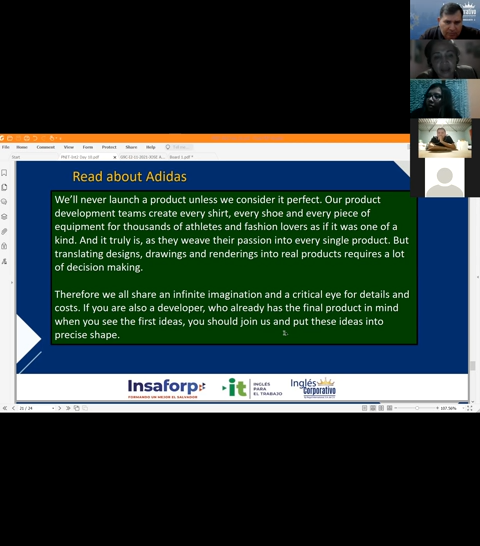 File Home Comment View Form Protect Share Help
Start
Read about Adidas
We'll never launch a product unless we consider it perfect. Our product
development teams create every shirt, every shoe and every piece of
equipment for thousands of athletes and fashion lovers as if it was one of a
kind. And it truly is, as they weave their passion into every single product. But
translating designs, drawings and renderings into real products requires a lot
of decision making.
Therefore we all share an infinite imagination and a critical eye for details and
costs. If you are also a developer, who already has the final product in mind
when you see the first ideas, you should join us and put these ideas into
precise shape.
Insaforp
FORMANDO UN MEJOR EL SALVADOR
it
INGLÉS
PARA
EL TRABAJO
Inglés
Corporativo
21 / 24
107.56%